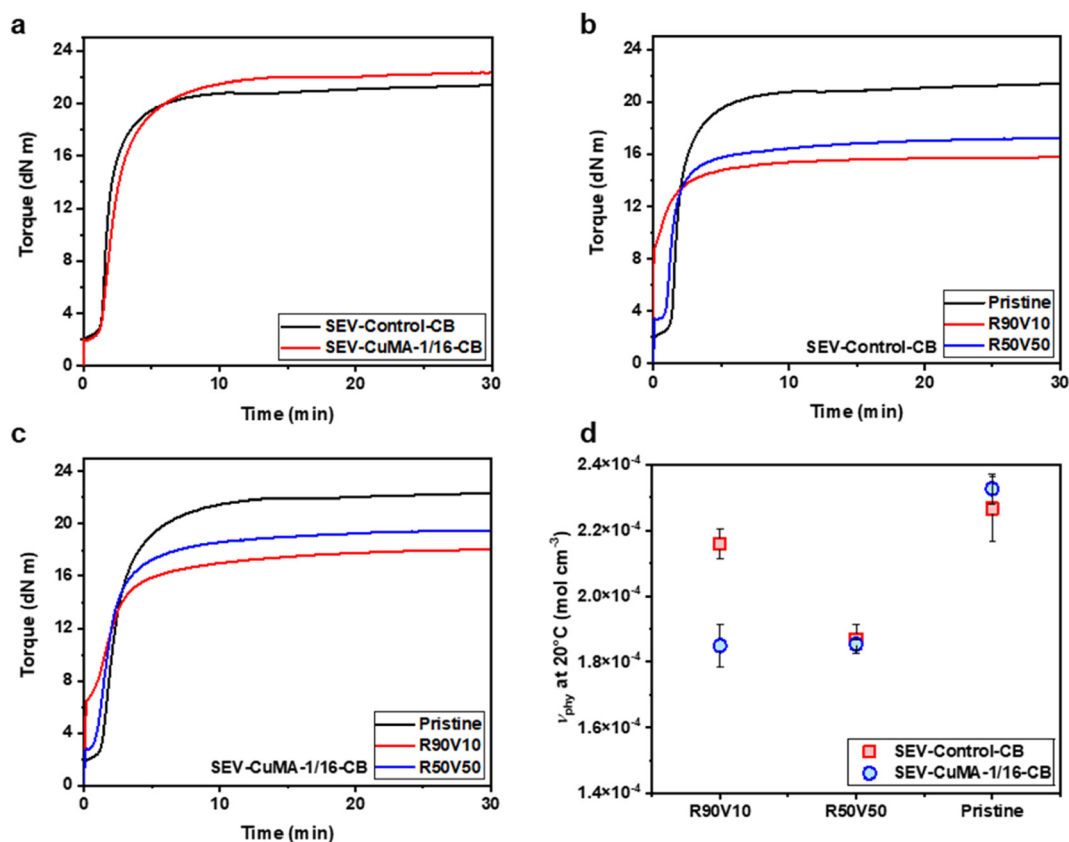 a
24
20
16
12
8
4
0
Torque (dN m)
0 10 20 30
Time (min)
SEV-Control-CB
SEV-CuMA-1/16-CB
b
24
20
16
12
8
4
0
Torque (dN m)
0 10 20 30
Time (min)
SEV-Control-CB
Pristine
R90V10
R50V50
c
24
20
16
12
8
4
0
Torque (dN m)
0 10 20 30
Time (min)
SEV-CuMA-1/16-CB
Pristine
R90V10
R50V50
d
2.4×10⁻⁴
2.2×10⁻⁴
2.0×10⁻⁴
1.8×10⁻⁴
1.6×10⁻⁴
1.4×10⁻⁴
νphy at 20°C (mol cm⁻³)
R90V10 R50V50 Pristine
SEV-Control-CB
SEV-CuMA-1/16-CB